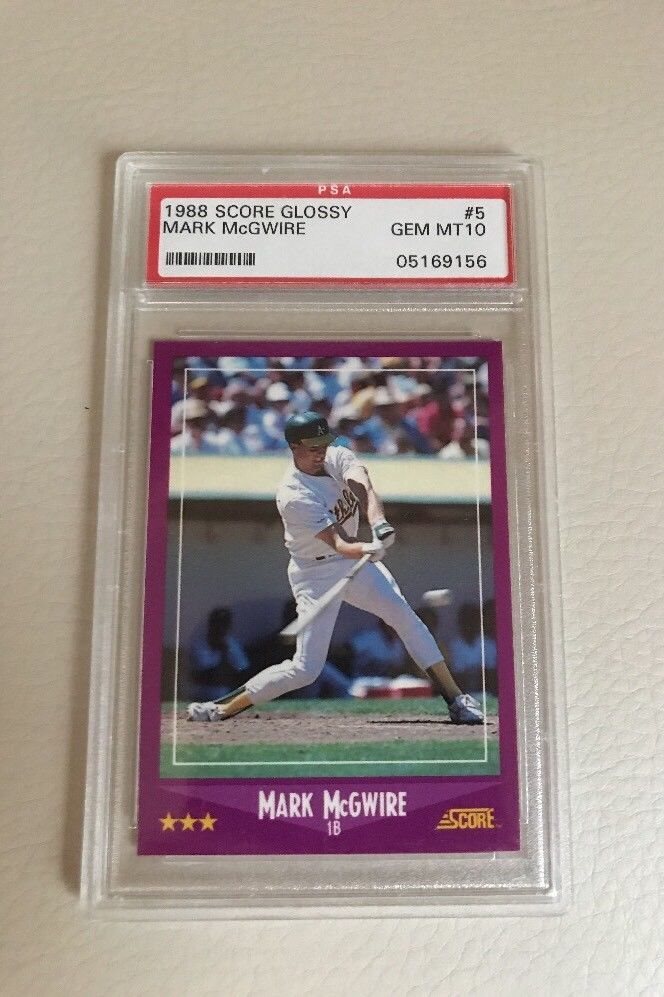 PSA
1988 SCORE GLOSSY #5
MARK McGWIRE GEM MT10
05169156
A's
MARK McGWIRE
1B
SCORE